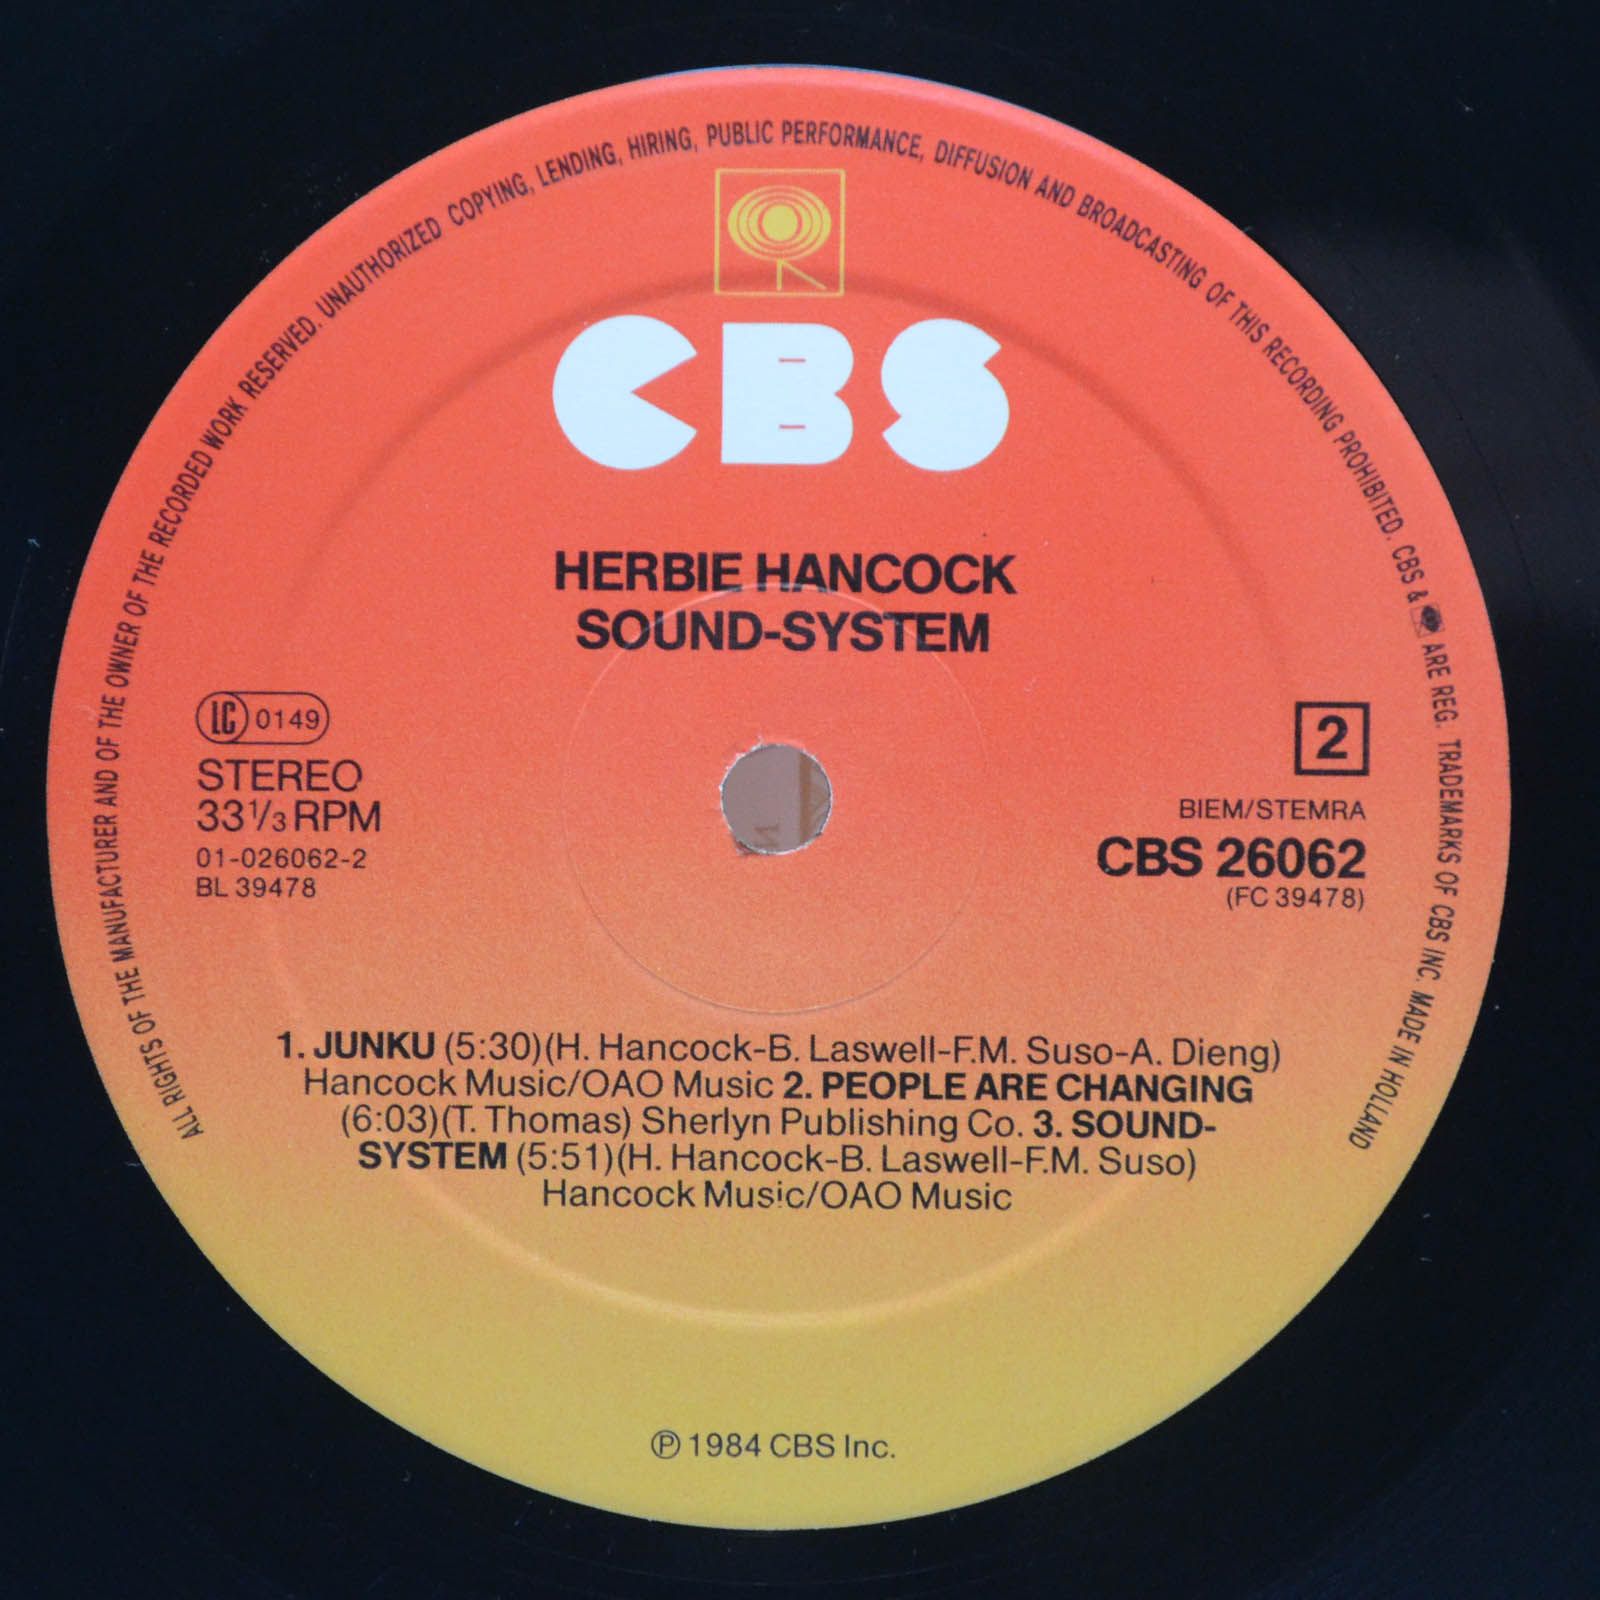 ALL RIGHTS OF THE MANUFACTURER AND OF THE OWNER OF THE RECORDED WORK RESERVED. UNAUTHORIZED COPYING, LENDING, HIRING, PUBLIC PERFORMANCE, DIFFUSION AND BROADCASTING OF THIS RECORDING PROHIBITED. CBS & ARE REG. TRADEMARKS OF CBS INC. MADE IN HOLLAND
CBS
HERBIE HANCOCK
SOUND-SYSTEM
LC 0149
STEREO
33 1/3 RPM
01-026062-2
BL 39478
2
BIEM/STEMRA
CBS 26062
(FC 39478)
1. JUNKU (5:30)(H. Hancock-B. Laswell-F.M. Suso-A. Dieng)
Hancock Music/OAO Music 2. PEOPLE ARE CHANGING
(6:03)(T. Thomas) Sherlyn Publishing Co. 3. SOUND-
SYSTEM (5:51)(H. Hancock-B. Laswell-F.M. Suso)
Hancock Music/OAO Music
℗ 1984 CBS Inc.